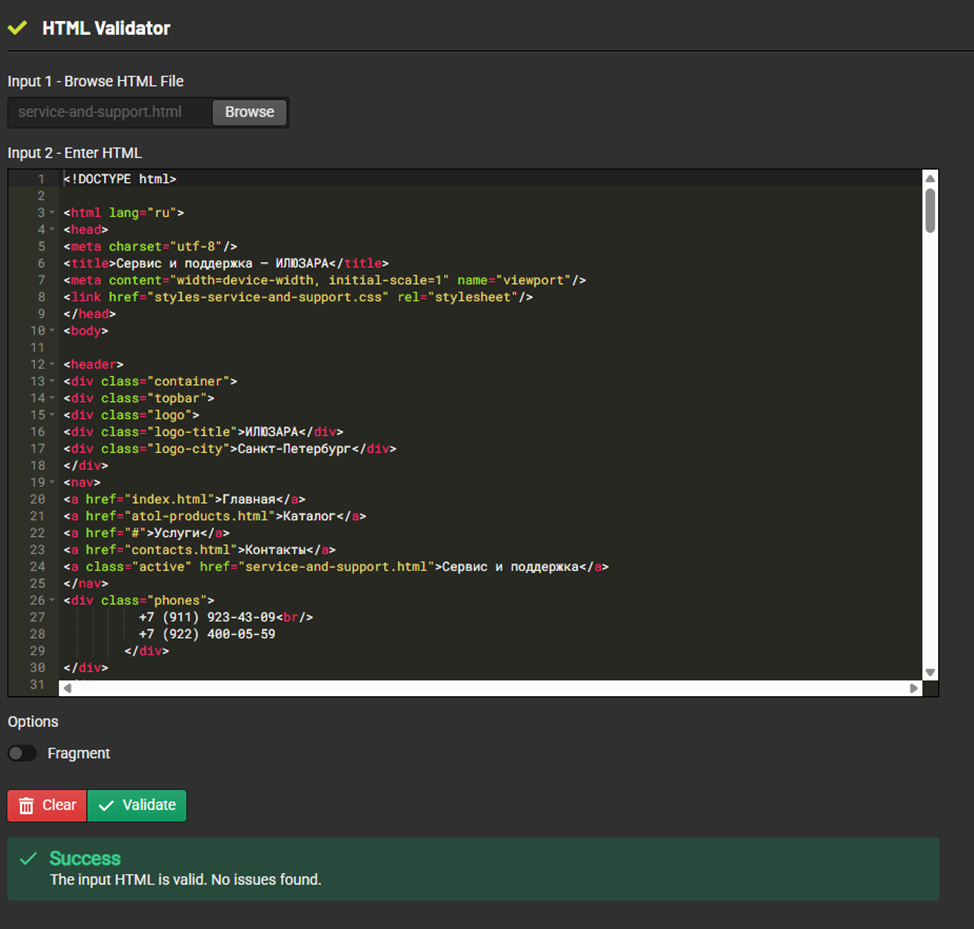 HTML Validator
Input 1 - Browse HTML File
service-and-support.html Browse
Input 2 - Enter HTML
1 <!DOCTYPE html>
2
3 <html lang="ru">
4 <head>
5 <meta charset="utf-8"/>
6 <title>Сервис и поддержка — ИЛЮЗАРА</title>
7 <meta content="width=device-width, initial-scale=1" name="viewport"/>
8 <link href="styles-service-and-support.css" rel="stylesheet"/>
9 </head>
10 <body>
11
12 <header>
13 <div class="container">
14 <div class="topbar">
15 <div class="logo">
16 <div class="logo-title">ИЛЮЗАРА</div>
17 <div class="logo-city">Санкт-Петербург</div>
18 </div>
19 <nav>
20 <a href="index.html">Главная</a>
21 <a href="atol-products.html">Каталог</a>
22 <a href="#">Услуги</a>
23 <a href="contacts.html">Контакты</a>
24 <a class="active" href="service-and-support.html">Сервис и поддержка</a>
25 </nav>
26 <div class="phones">
27 +7 (911) 923-43-09<br/>
28 +7 (922) 400-05-59
29 </div>
30 </div>
31
Options
Fragment
Clear Validate
Success
The input HTML is valid. No issues found.